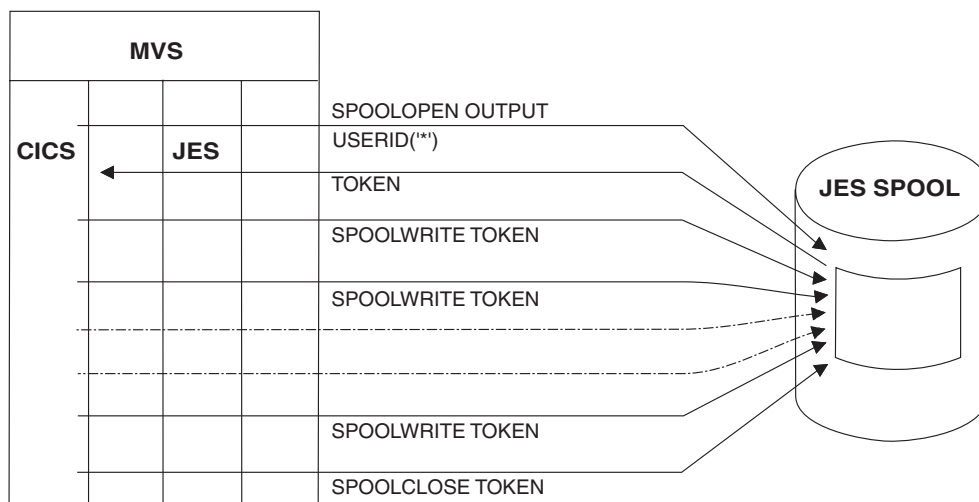 MVS
CICS
JES
SPOOLOPEN OUTPUT
USERID('*')
TOKEN
SPOOLWRITE TOKEN
SPOOLWRITE TOKEN
SPOOLWRITE TOKEN
SPOOLCLOSE TOKEN
JES SPOOL